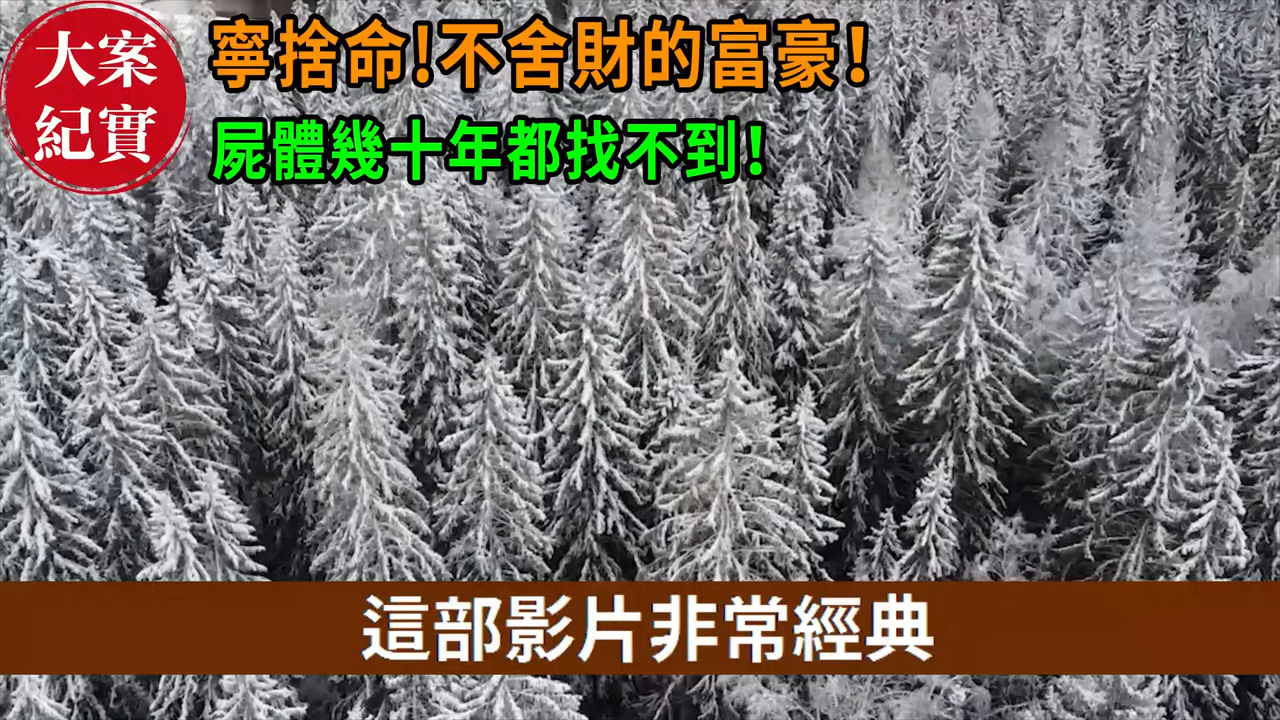 大案
紀實
寧捨命!不舍財的富豪!
屍體幾十年都找不到!
這部影片非常經典